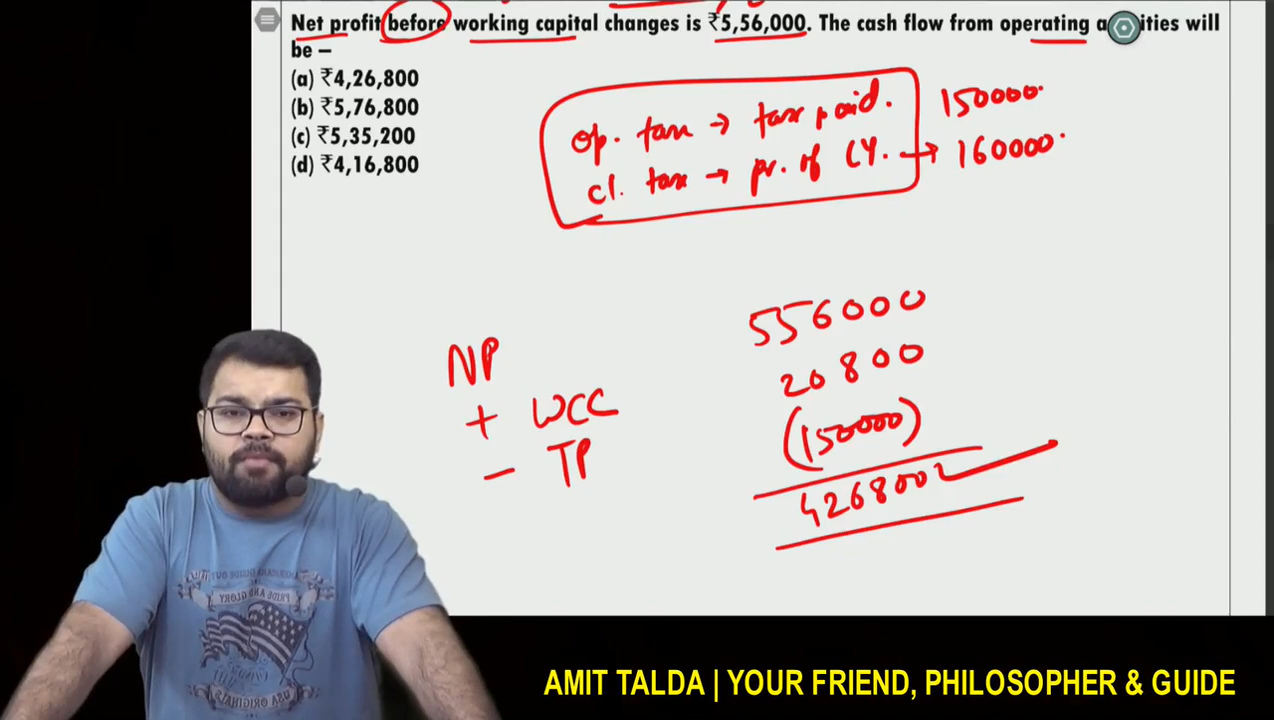 Net profit before working capital changes is ₹5,56,000. The cash flow from operating a ities will
be –
(a) ₹4,26,800
(b) ₹5,76,800
(c) ₹5,35,200
(d) ₹4,16,800
op. tax → tax paid. 150000.
cl. tax → pr. of CY. → 160000.
NP 556000
+ WCC 20800
- TP (150000)
426800
AMIT TALDA | YOUR FRIEND, PHILOSOPHER & GUIDE